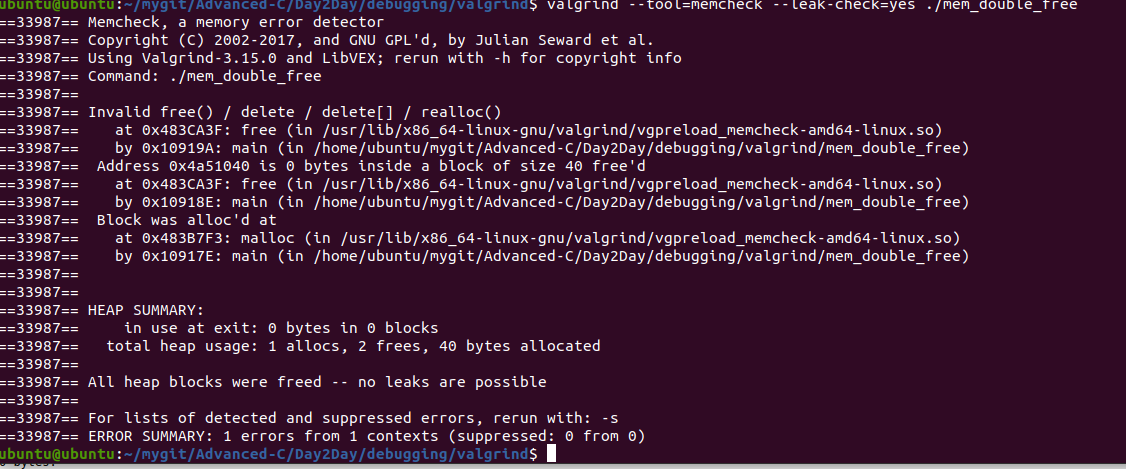 ubuntu@ubuntu:~/mygit/Advanced-C/Day2Day/debugging/valgrind$ valgrind --tool=memcheck --leak-check=yes ./mem_double_free
==33987== Memcheck, a memory error detector
==33987== Copyright (C) 2002-2017, and GNU GPL'd, by Julian Seward et al.
==33987== Using Valgrind-3.15.0 and LibVEX; rerun with -h for copyright info
==33987== Command: ./mem_double_free
==33987==
==33987== Invalid free() / delete / delete[] / realloc()
==33987==    at 0x483CA3F: free (in /usr/lib/x86_64-linux-gnu/valgrind/vgpreload_memcheck-amd64-linux.so)
==33987==    by 0x10919A: main (in /home/ubuntu/mygit/Advanced-C/Day2Day/debugging/valgrind/mem_double_free)
==33987==  Address 0x4a51040 is 0 bytes inside a block of size 40 free'd
==33987==    at 0x483CA3F: free (in /usr/lib/x86_64-linux-gnu/valgrind/vgpreload_memcheck-amd64-linux.so)
==33987==    by 0x10918E: main (in /home/ubuntu/mygit/Advanced-C/Day2Day/debugging/valgrind/mem_double_free)
==33987==  Block was alloc'd at
==33987==    at 0x483B7F3: malloc (in /usr/lib/x86_64-linux-gnu/valgrind/vgpreload_memcheck-amd64-linux.so)
==33987==    by 0x10917E: main (in /home/ubuntu/mygit/Advanced-C/Day2Day/debugging/valgrind/mem_double_free)
==33987==
==33987==
==33987== HEAP SUMMARY:
==33987==     in use at exit: 0 bytes in 0 blocks
==33987==   total heap usage: 1 allocs, 2 frees, 40 bytes allocated
==33987==
==33987== All heap blocks were freed -- no leaks are possible
==33987==
==33987== For lists of detected and suppressed errors, rerun with: -s
==33987== ERROR SUMMARY: 1 errors from 1 contexts (suppressed: 0 from 0)
ubuntu@ubuntu:~/mygit/Advanced-C/Day2Day/debugging/valgrind$